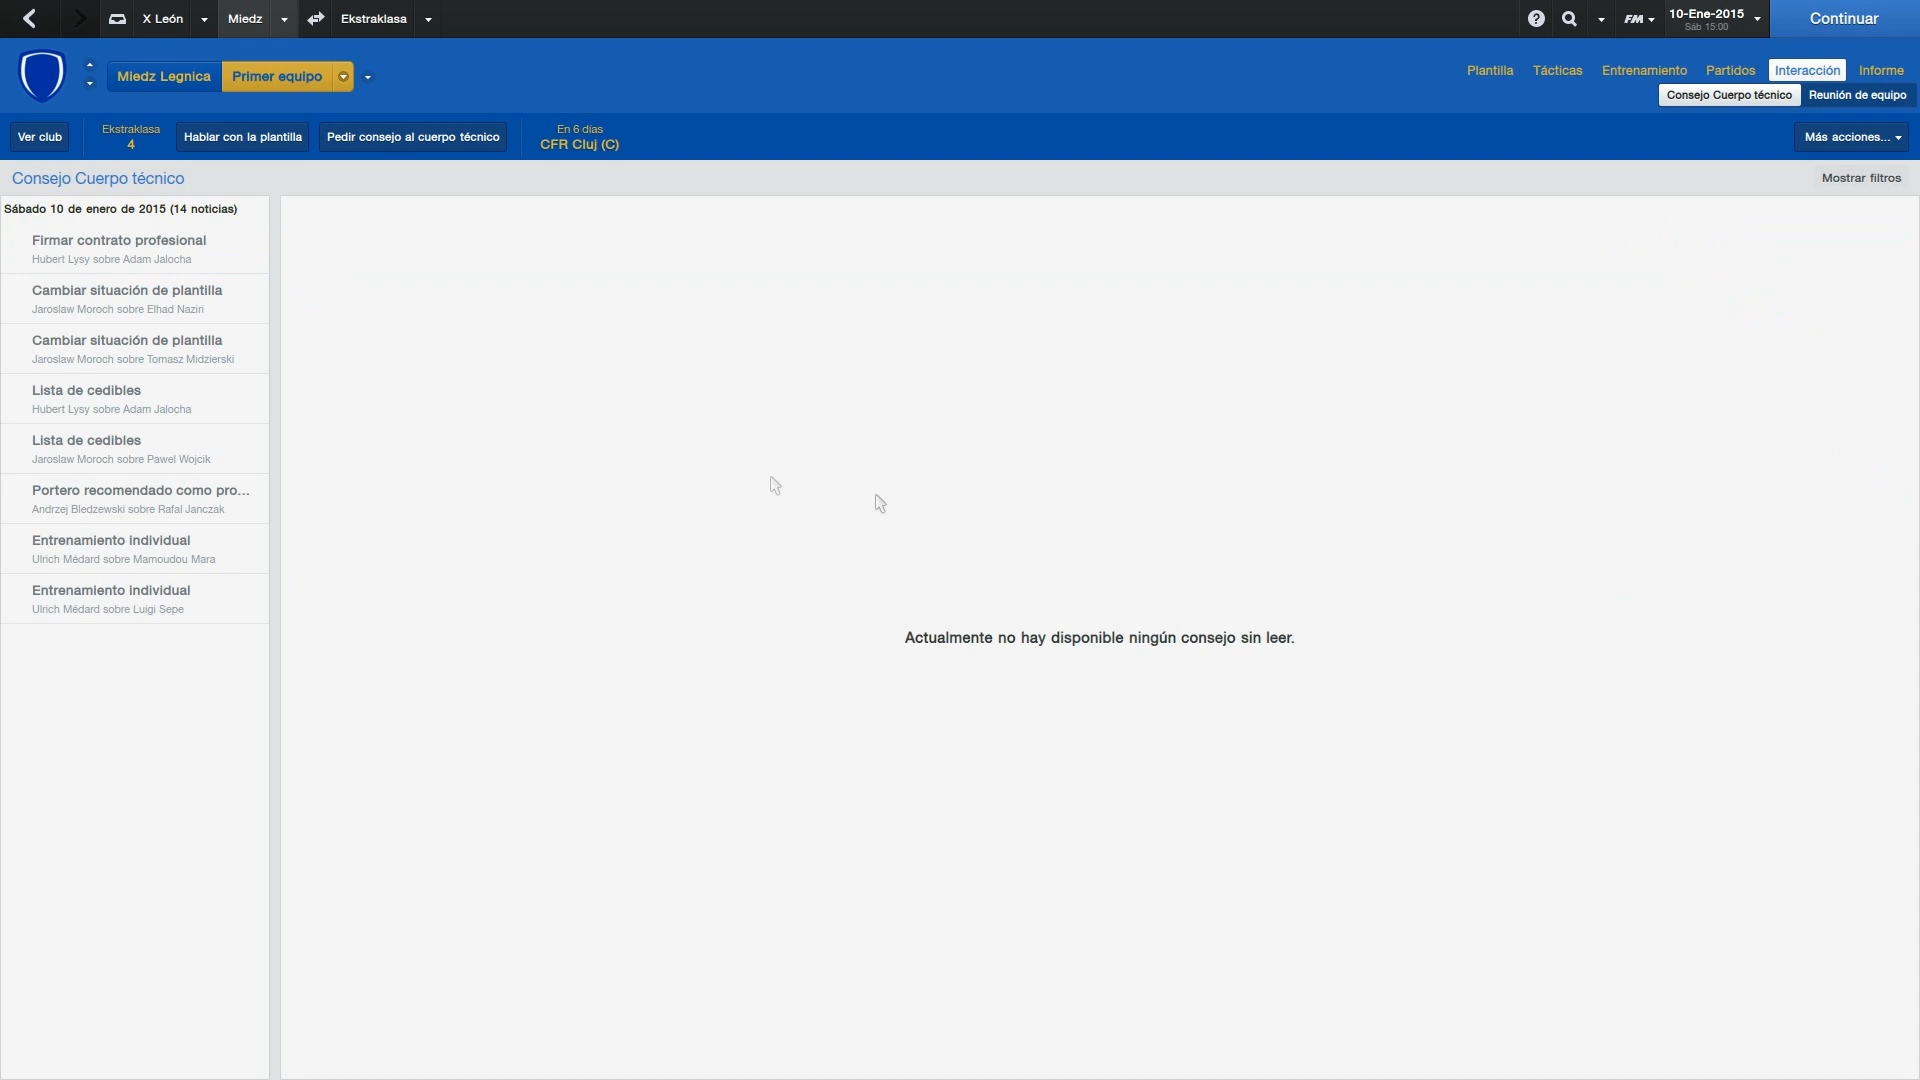 X León
Miedz
Ekstraklasa
FM
10-Ene-2015
Sáb 15:00
Continuar
Miedz Legnica
Primer equipo
Plantilla
Tácticas
Entrenamiento
Partidos
Interacción
Informe
Consejo Cuerpo técnico
Reunión de equipo
Ver club
Ekstraklasa
4
Hablar con la plantilla
Pedir consejo al cuerpo técnico
En 6 días
CFR Cluj (C)
Más acciones...
Consejo Cuerpo técnico
Mostrar filtros
Sábado 10 de enero de 2015 (14 noticias)
Firmar contrato profesional
Hubert Lysy sobre Adam Jalocha
Cambiar situación de plantilla
Jaroslaw Moroch sobre Elhad Naziri
Cambiar situación de plantilla
Jaroslaw Moroch sobre Tomasz Midzierski
Lista de cedibles
Hubert Lysy sobre Adam Jalocha
Lista de cedibles
Jaroslaw Moroch sobre Pawel Wojcik
Portero recomendado como pro...
Andrzej Bledzewski sobre Rafal Janczak
Entrenamiento individual
Ulrich Médard sobre Mamoudou Mara
Entrenamiento individual
Ulrich Médard sobre Luigi Sepe
Actualmente no hay disponible ningún consejo sin leer.